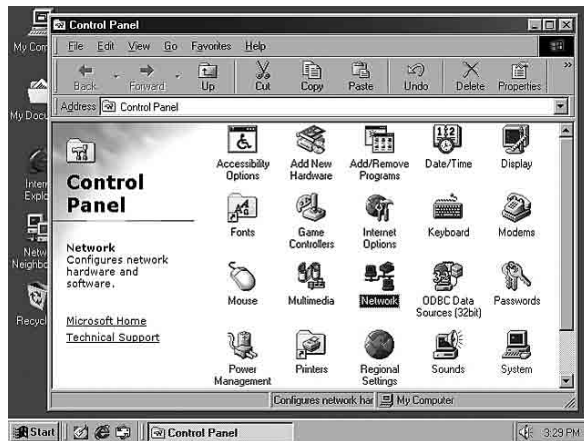 Control Panel
My Com
File Edit View Go Favorites Help
Back Forward Up Cut Copy Paste Undo Delete Properties
My Docu
Address Control Panel
Accessibility Options
Add New Hardware
Add/Remove Programs
Date/Time
Display
Control
Panel
Inter
Explo
Fonts
Game Controllers
Internet Options
Keyboard
Modems
Network
Configures network
hardware and
software.
Netw
Neighbo
Mouse
Multimedia
Network
ODBC Data Sources (32bit)
Passwords
Recycl
Microsoft Home
Technical Support
Power Management
Printers
Regional Settings
Sounds
System
Configures network har My Computer
Start Control Panel 3:29 PM